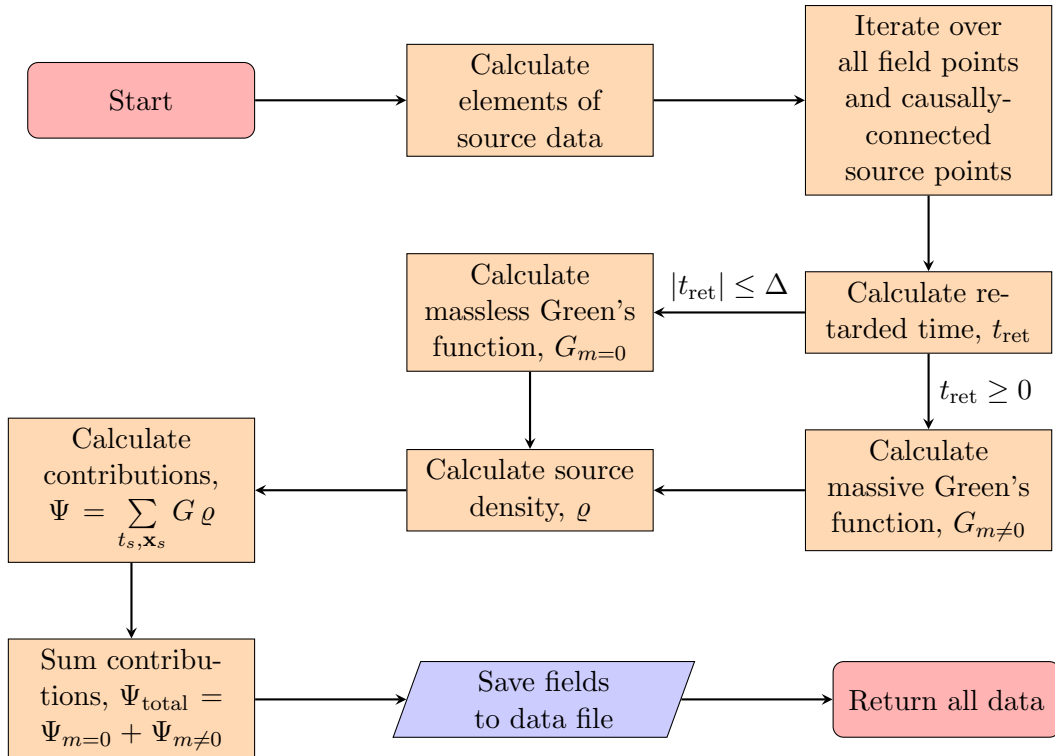 Start
Calculate
elements of
source data
Iterate over
all field points
and causally-
connected
source points
Calculate re-
tarded time, t_ret
|t_ret| ≤ Δ
t_ret ≥ 0
Calculate
massless Green's
function, G_{m=0}
Calculate
massive Green's
function, G_{m≠0}
Calculate source
density, ϱ
Calculate
contributions,
Ψ = ∑ G ϱ
t_s, x_s
Sum contribu-
tions, Ψ_total =
Ψ_{m=0} + Ψ_{m≠0}
Save fields
to data file
Return all data